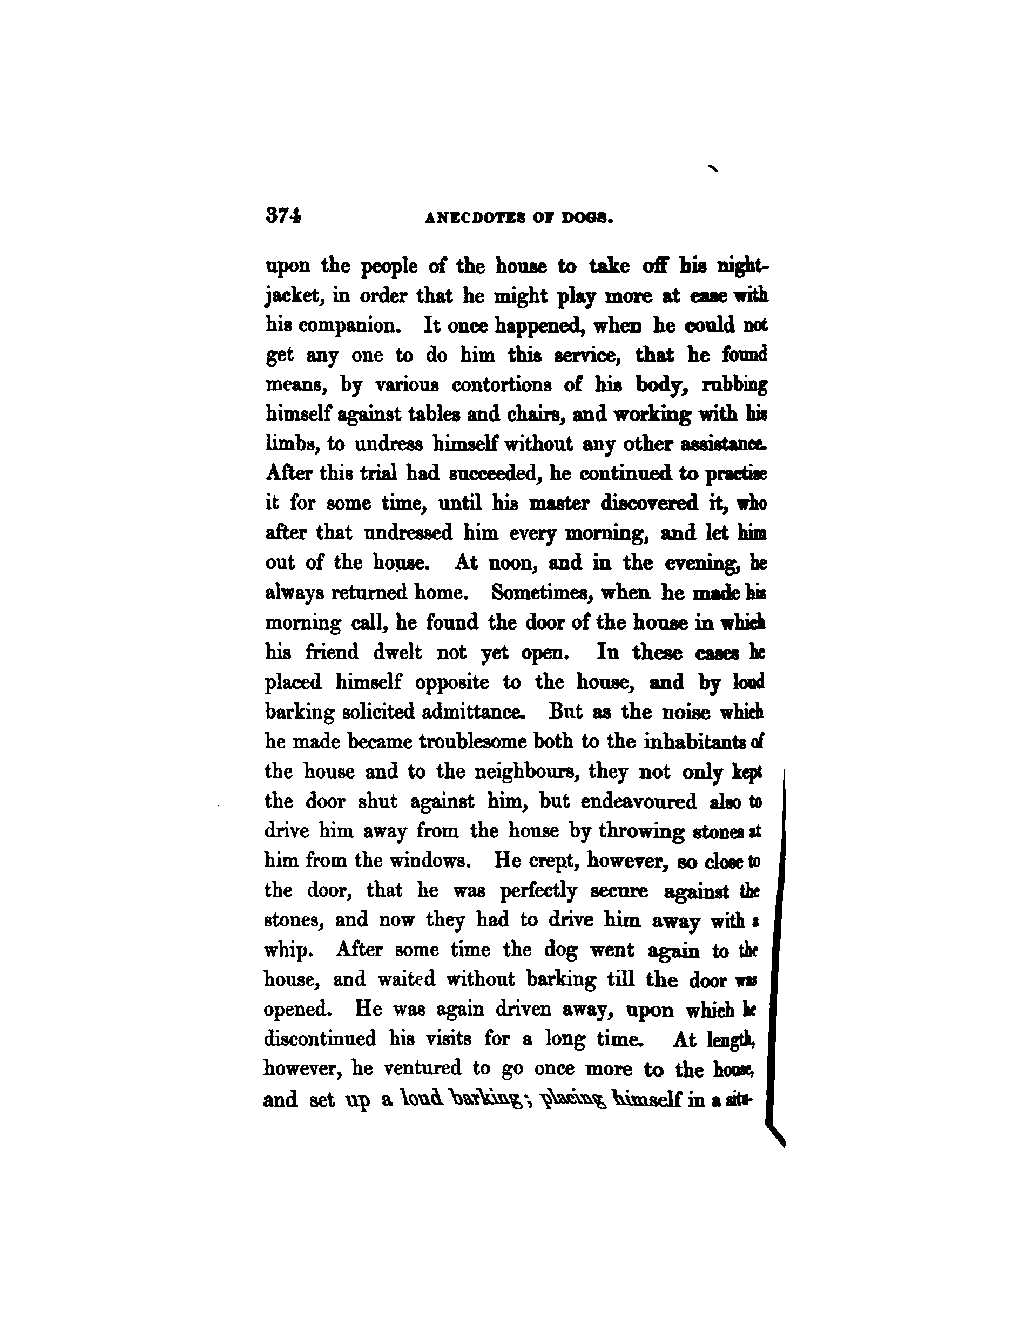 374 ANECDOTES OF DOGS.
upon the people of the house to take off his night-
jacket, in order that he might play more at ease with
his companion. It once happened, when he could not
get any one to do him this service, that he found
means, by various contortions of his body, rubbing
himself against tables and chairs, and working with his
limbs, to undress himself without any other assistance.
After this trial had succeeded, he continued to practise
it for some time, until his master discovered it, who
after that undressed him every morning, and let him
out of the house. At noon, and in the evening, he
always returned home. Sometimes, when he made his
morning call, he found the door of the house in which
his friend dwelt not yet open. In these cases he
placed himself opposite to the house, and by loud
barking solicited admittance. But as the noise which
he made became troublesome both to the inhabitants of
the house and to the neighbours, they not only kept
the door shut against him, but endeavoured also to
drive him away from the house by throwing stones at
him from the windows. He crept, however, so close to
the door, that he was perfectly secure against the
stones, and now they had to drive him away with a
whip. After some time the dog went again to the
house, and waited without barking till the door was
opened. He was again driven away, upon which he
discontinued his visits for a long time. At length,
however, he ventured to go once more to the house,
and set up a loud barking; placing himself in a situ-